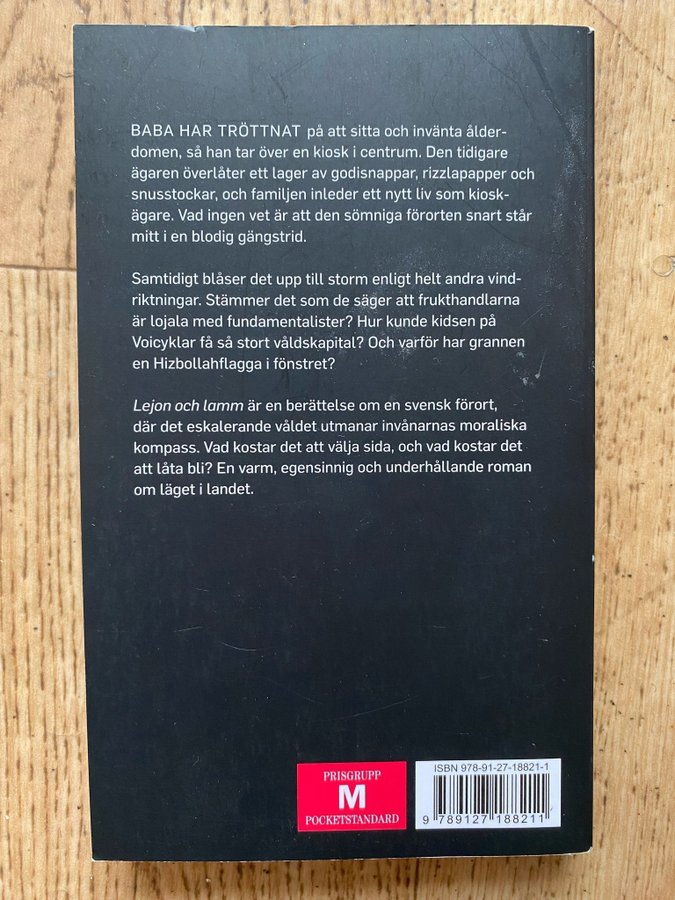 BABA HAR TRÖTTNAT på att sitta och invänta ålder-
domen, så han tar över en kiosk i centrum. Den tidigare
ägaren överlåter ett lager av godisnappar, rizzlapapper och
snusstockar, och familjen inleder ett nytt liv som kiosk-
ägare. Vad ingen vet är att den sömniga förorten snart står
mitt i en blodig gängstrid.
Samtidigt blåser det upp till storm enligt helt andra vind-
riktningar. Stämmer det som de säger att frukthandlarna
är lojala med fundamentalister? Hur kunde kidsen på
Voicyklar få så stort våldskapital? Och varför har grannen
en Hizbollahflagga i fönstret?
Lejon och lamm är en berättelse om en svensk förort,
där det eskalerande våldet utmanar invånarnas moraliska
kompass. Vad kostar det att välja sida, och vad kostar det
att låta bli? En varm, egensinnig och underhållande roman
om läget i landet.
PRISGRUPP
M
POCKETSTANDARD
ISBN 978-91-27-18821-1
9 789127 188211